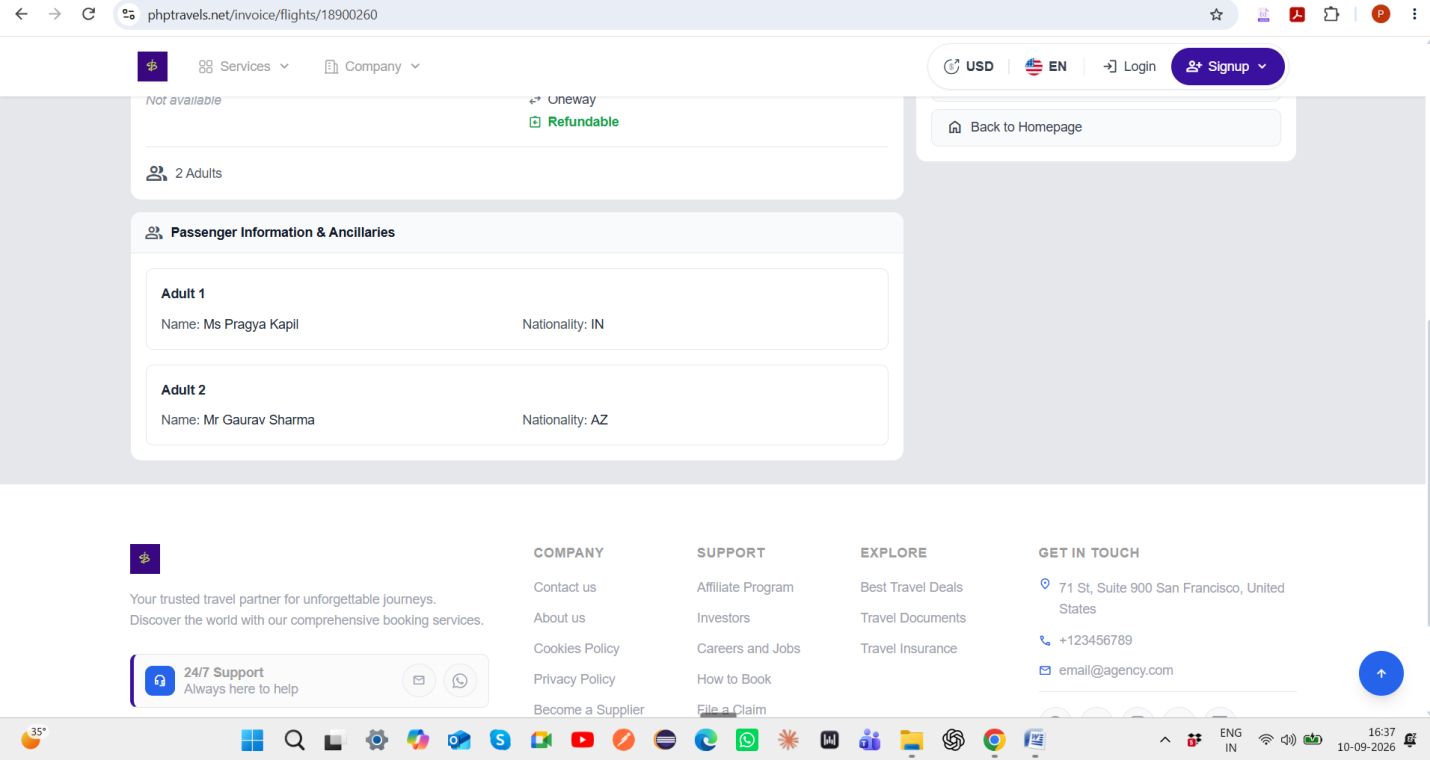 phptravels.net/invoice/flights/18900260
P
Services
Company
USD
EN
Login
Signup
Not available
Oneway
Refundable
2 Adults
Back to Homepage
Passenger Information & Ancillaries
Adult 1
Name: Ms Pragya Kapil Nationality: IN
Adult 2
Name: Mr Gaurav Sharma Nationality: AZ
Your trusted travel partner for unforgettable journeys.
Discover the world with our comprehensive booking services.
24/7 Support
Always here to help
COMPANY
Contact us
About us
Cookies Policy
Privacy Policy
Become a Supplier
SUPPORT
Affiliate Program
Investors
Careers and Jobs
How to Book
File a Claim
EXPLORE
Best Travel Deals
Travel Documents
Travel Insurance
GET IN TOUCH
71 St, Suite 900 San Francisco, United
States
+123456789
email@agency.com
35°
ENG
IN
16:37
10-09-2026